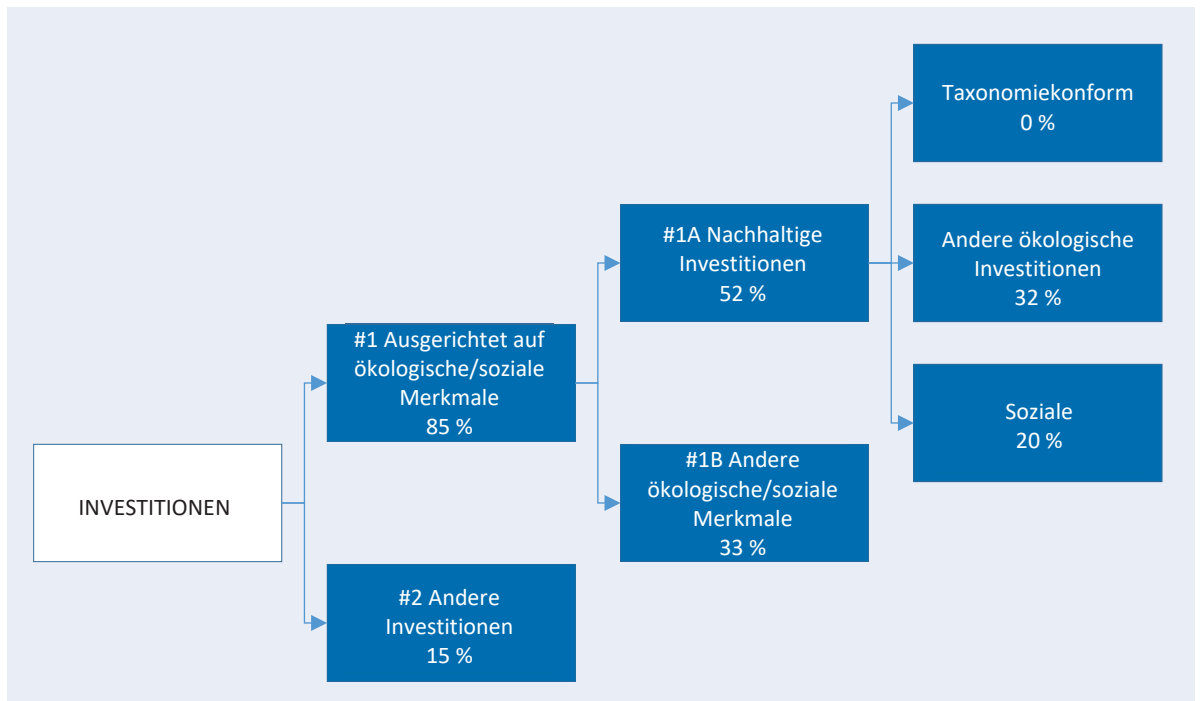 Taxonomiekonform
0 %
#1A Nachhaltige
Investitionen
52 %
Andere ökologische
Investitionen
32 %
#1 Ausgerichtet auf
ökologische/soziale
Merkmale
85 %
Soziale
20 %
INVESTITIONEN
#1B Andere
ökologische/soziale
Merkmale
33 %
#2 Andere
Investitionen
15 %